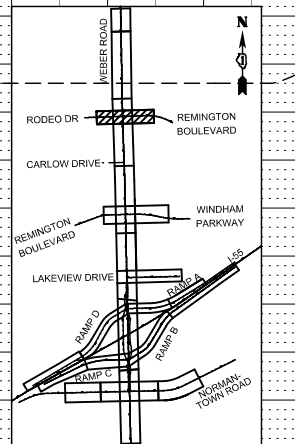 WEBER ROAD
N
RODEO DR
REMINGTON
BOULEVARD
CARLOW DRIVE
REMINGTON
BOULEVARD
WINDHAM
PARKWAY
LAKEVIEW DRIVE
I-55
RAMP A
RAMP D
RAMP B
RAMP C
NORMAN-
TOWN ROAD